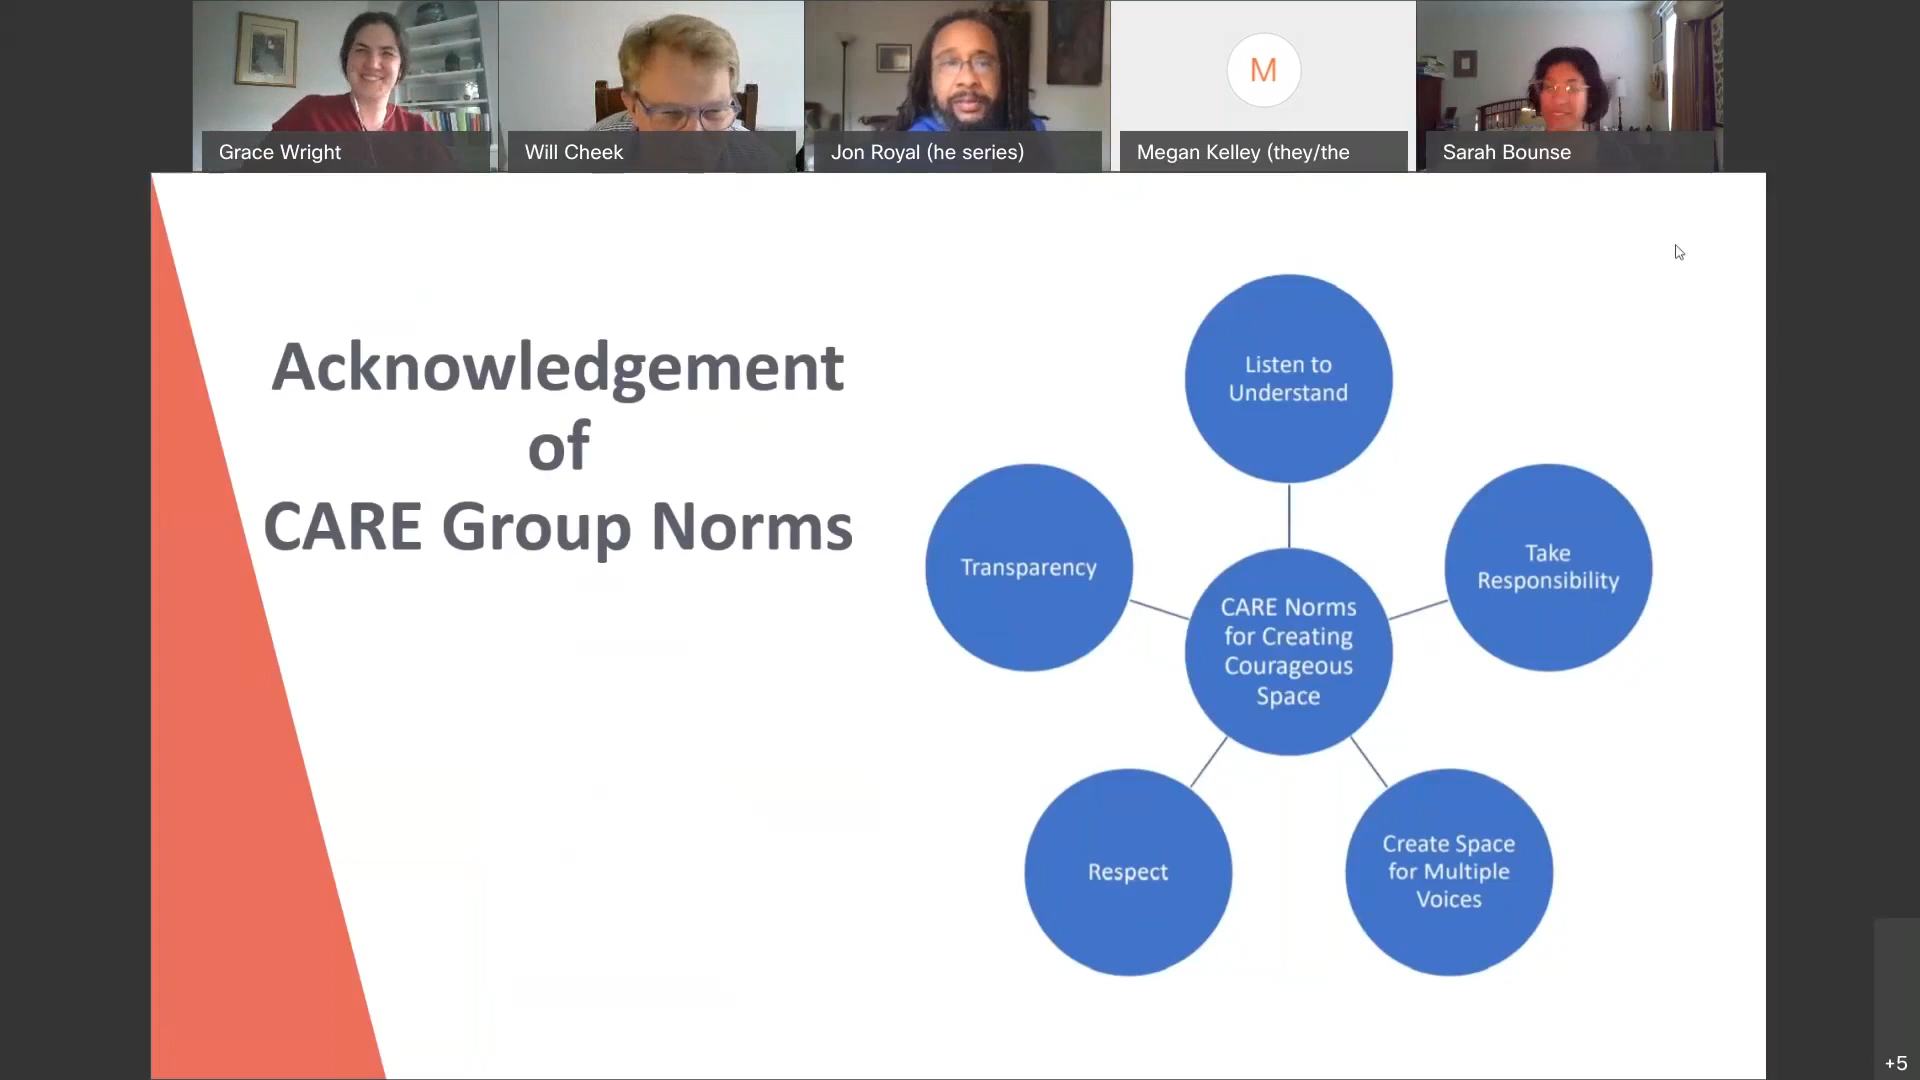 Grace Wright
Will Cheek
Jon Royal (he series)
M
Megan Kelley (they/the
Sarah Bounse
Acknowledgement
of
CARE Group Norms
Listen to
Understand
Transparency
Take
Responsibility
CARE Norms
for Creating
Courageous
Space
Respect
Create Space
for Multiple
Voices
+5